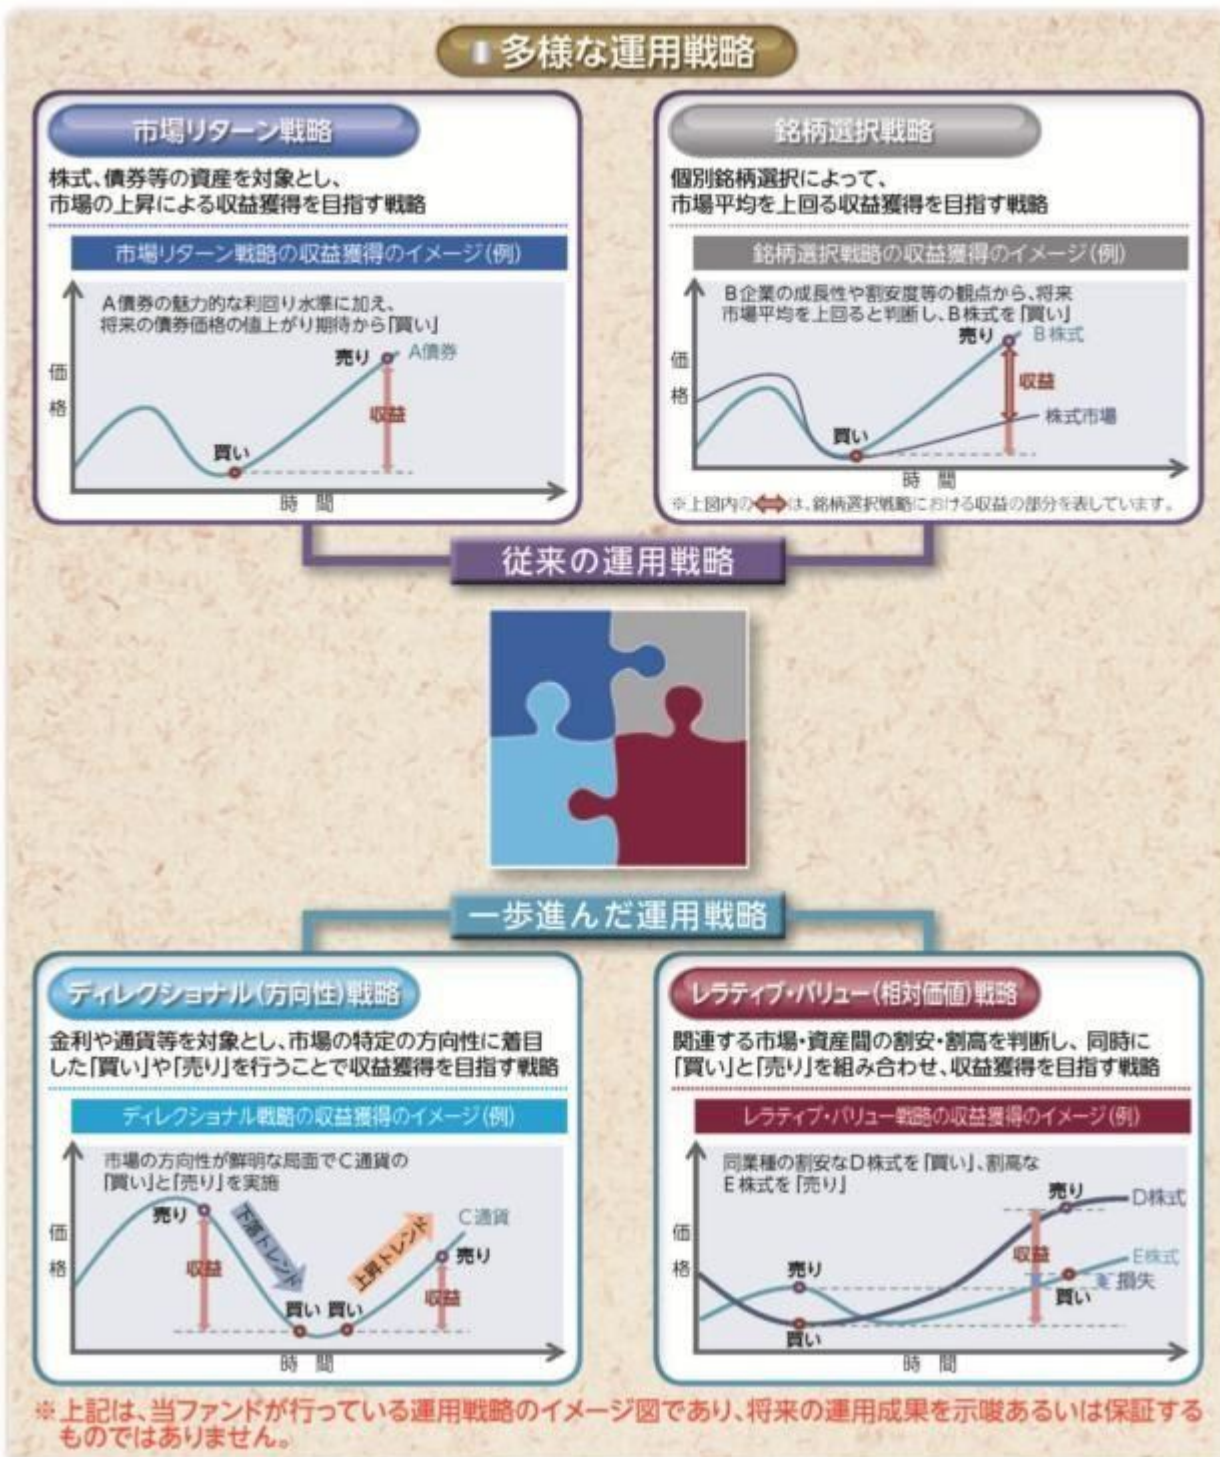 多様な運用戦略
市場リターン戦略
株式、債券等の資産を対象とし、
市場の上昇による収益獲得を目指す戦略
市場リターン戦略の収益獲得のイメージ(例)
A債券の魅力的な利回り水準に加え、
将来の債券価格の値上がり期待から「買い」
売り
A債券
価格
収益
買い
時間
銘柄選択戦略
個別銘柄選択によって、
市場平均を上回る収益獲得を目指す戦略
銘柄選択戦略の収益獲得のイメージ(例)
B企業の成長性や割安度等の観点から、将来
市場平均を上回ると判断し、B株式を「買い」
売り
B株式
価格
収益
株式市場
買い
時間
※上図内の⇔は、銘柄選択戦略における収益の部分を表しています。
従来の運用戦略
一歩進んだ運用戦略
ディレクショナル(方向性)戦略
金利や通貨等を対象とし、市場の特定の方向性に着目
した「買い」や「売り」を行うことで収益獲得を目指す戦略
ディレクショナル戦略の収益獲得のイメージ(例)
市場の方向性が鮮明な局面でC通貨の
「買い」と「売り」を実施
売り
下落トレンド
上昇トレンド
C通貨
売り
価格
収益
収益
買い
買い
時間
レラティブ・バリュー(相対価値)戦略
関連する市場・資産間の割安・割高を判断し、同時に
「買い」と「売り」を組み合わせ、収益獲得を目指す戦略
レラティブ・バリュー戦略の収益獲得のイメージ(例)
同業種の割安なD株式を「買い」、割高な
E株式を「売り」
売り
D株式
価格
収益
E株式
売り
損失
買い
買い
時間
※上記は、当ファンドが行っている運用戦略のイメージ図であり、将来の運用成果を示唆あるいは保証する
ものではありません。